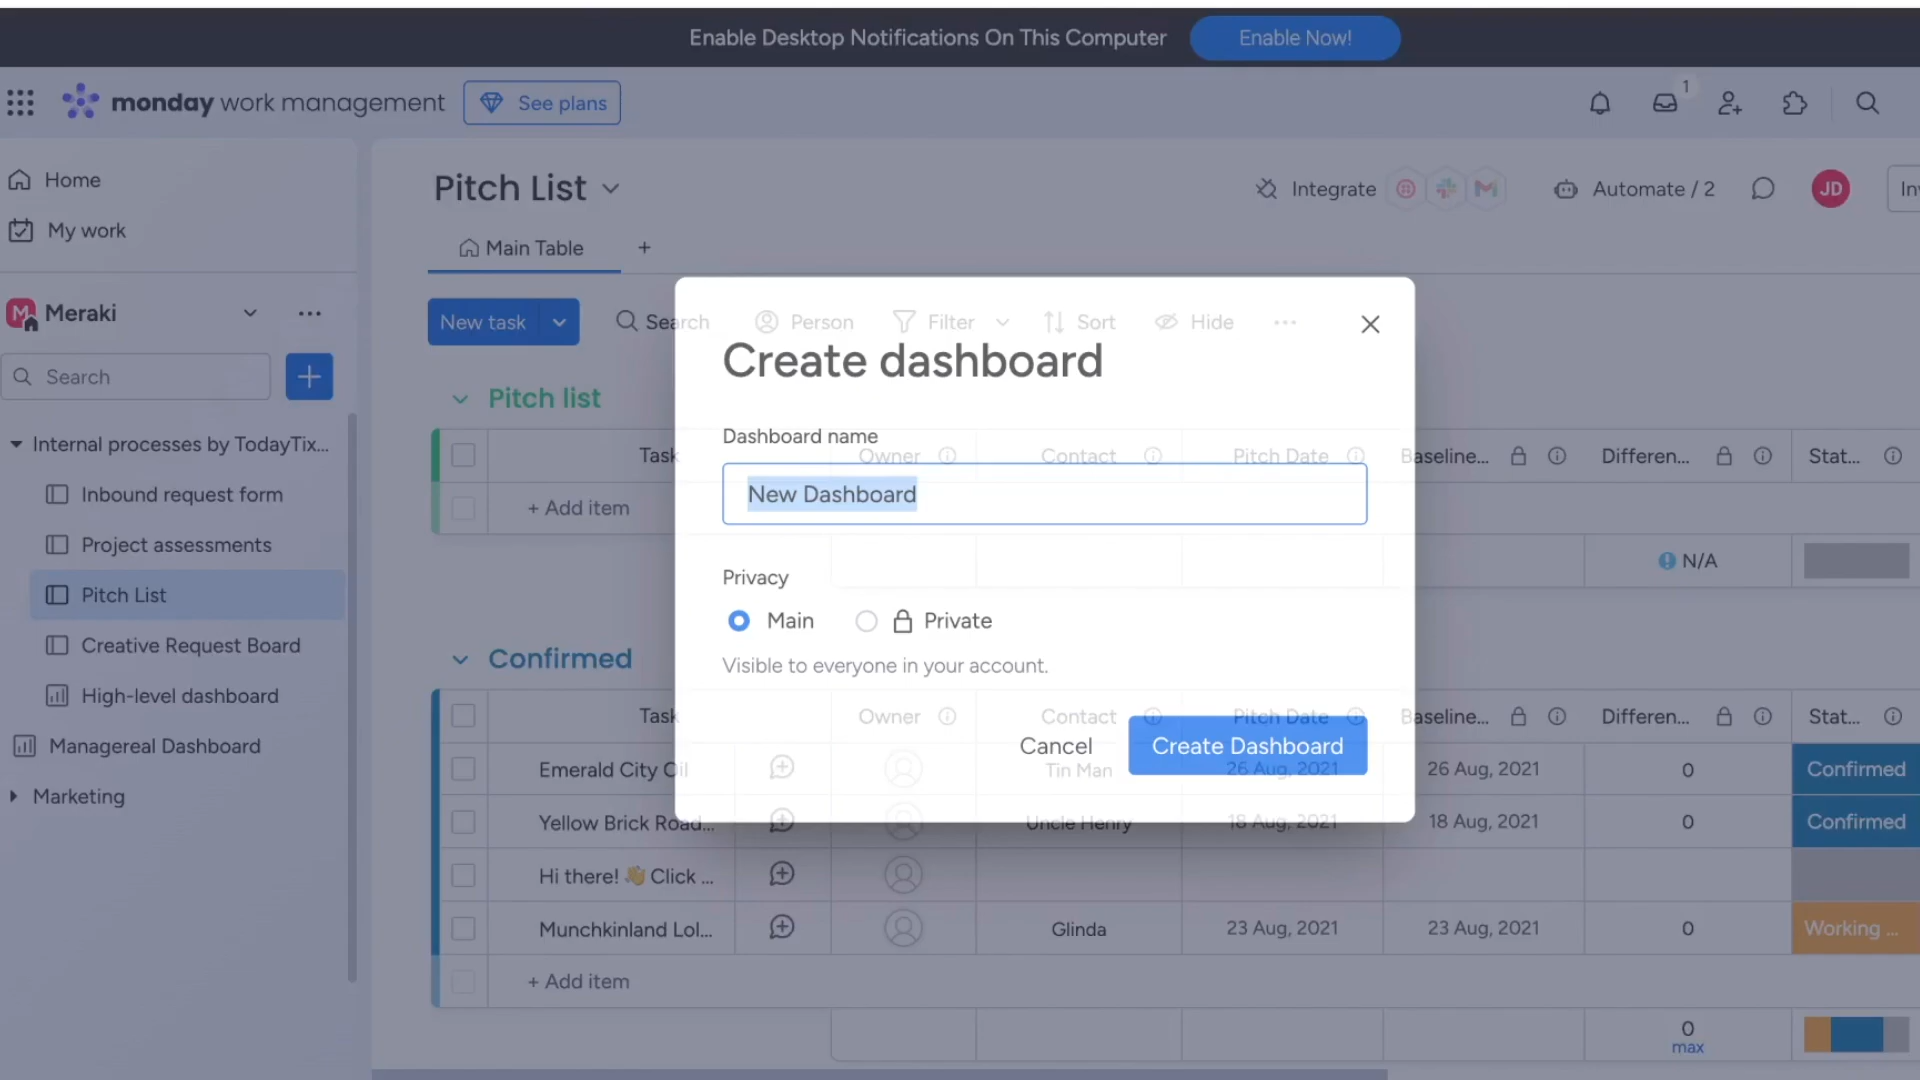 Enable Desktop Notifications On This Computer Enable Now!
monday work management See plans 1
Home
My work
Meraki
Search
Internal processes by TodayTix...
Inbound request form
Project assessments
Pitch List
Creative Request Board
High-level dashboard
Managereal Dashboard
Marketing
Pitch List
Integrate Automate / 2 JD
Main Table +
New task Search Person Filter Sort Hide
Create dashboard
Pitch list
Dashboard name
Task Owner Contact Pitch Date Baseline... Differen... Stat...
New Dashboard
+ Add item
N/A
Privacy
Main Private
Visible to everyone in your account.
Confirmed
Task Owner Contact Pitch Date Baseline... Differen... Stat...
Cancel Create Dashboard
Emerald City Oil Tin Man 26 Aug, 2021 26 Aug, 2021 0 Confirmed
Yellow Brick Road... Uncle Henry 18 Aug, 2021 18 Aug, 2021 0 Confirmed
Hi there! 👋 Click ...
Munchkinland Lol... Glinda 23 Aug, 2021 23 Aug, 2021 0 Working ...
+ Add item
0
max